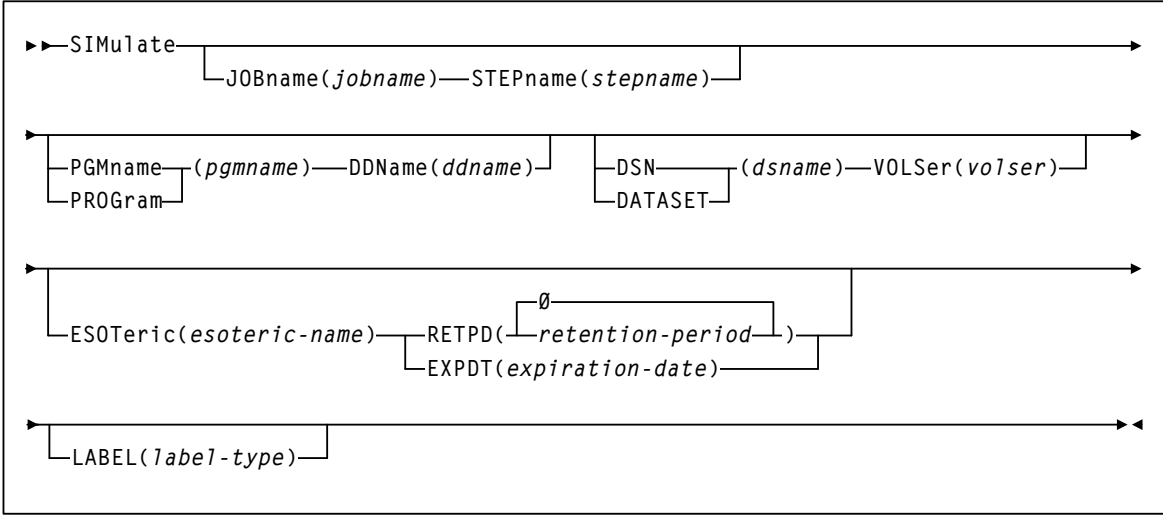 SIMulate
JOBname(jobname) STEPname(stepname)
PGMname (pgmname) DDName(ddname) DSN (dsname) VOLSer(volser)
PROGram DATASET
Ø
ESOTeric(esoteric-name) RETPD( retention-period )
EXPDT(expiration-date)
LABEL(label-type)